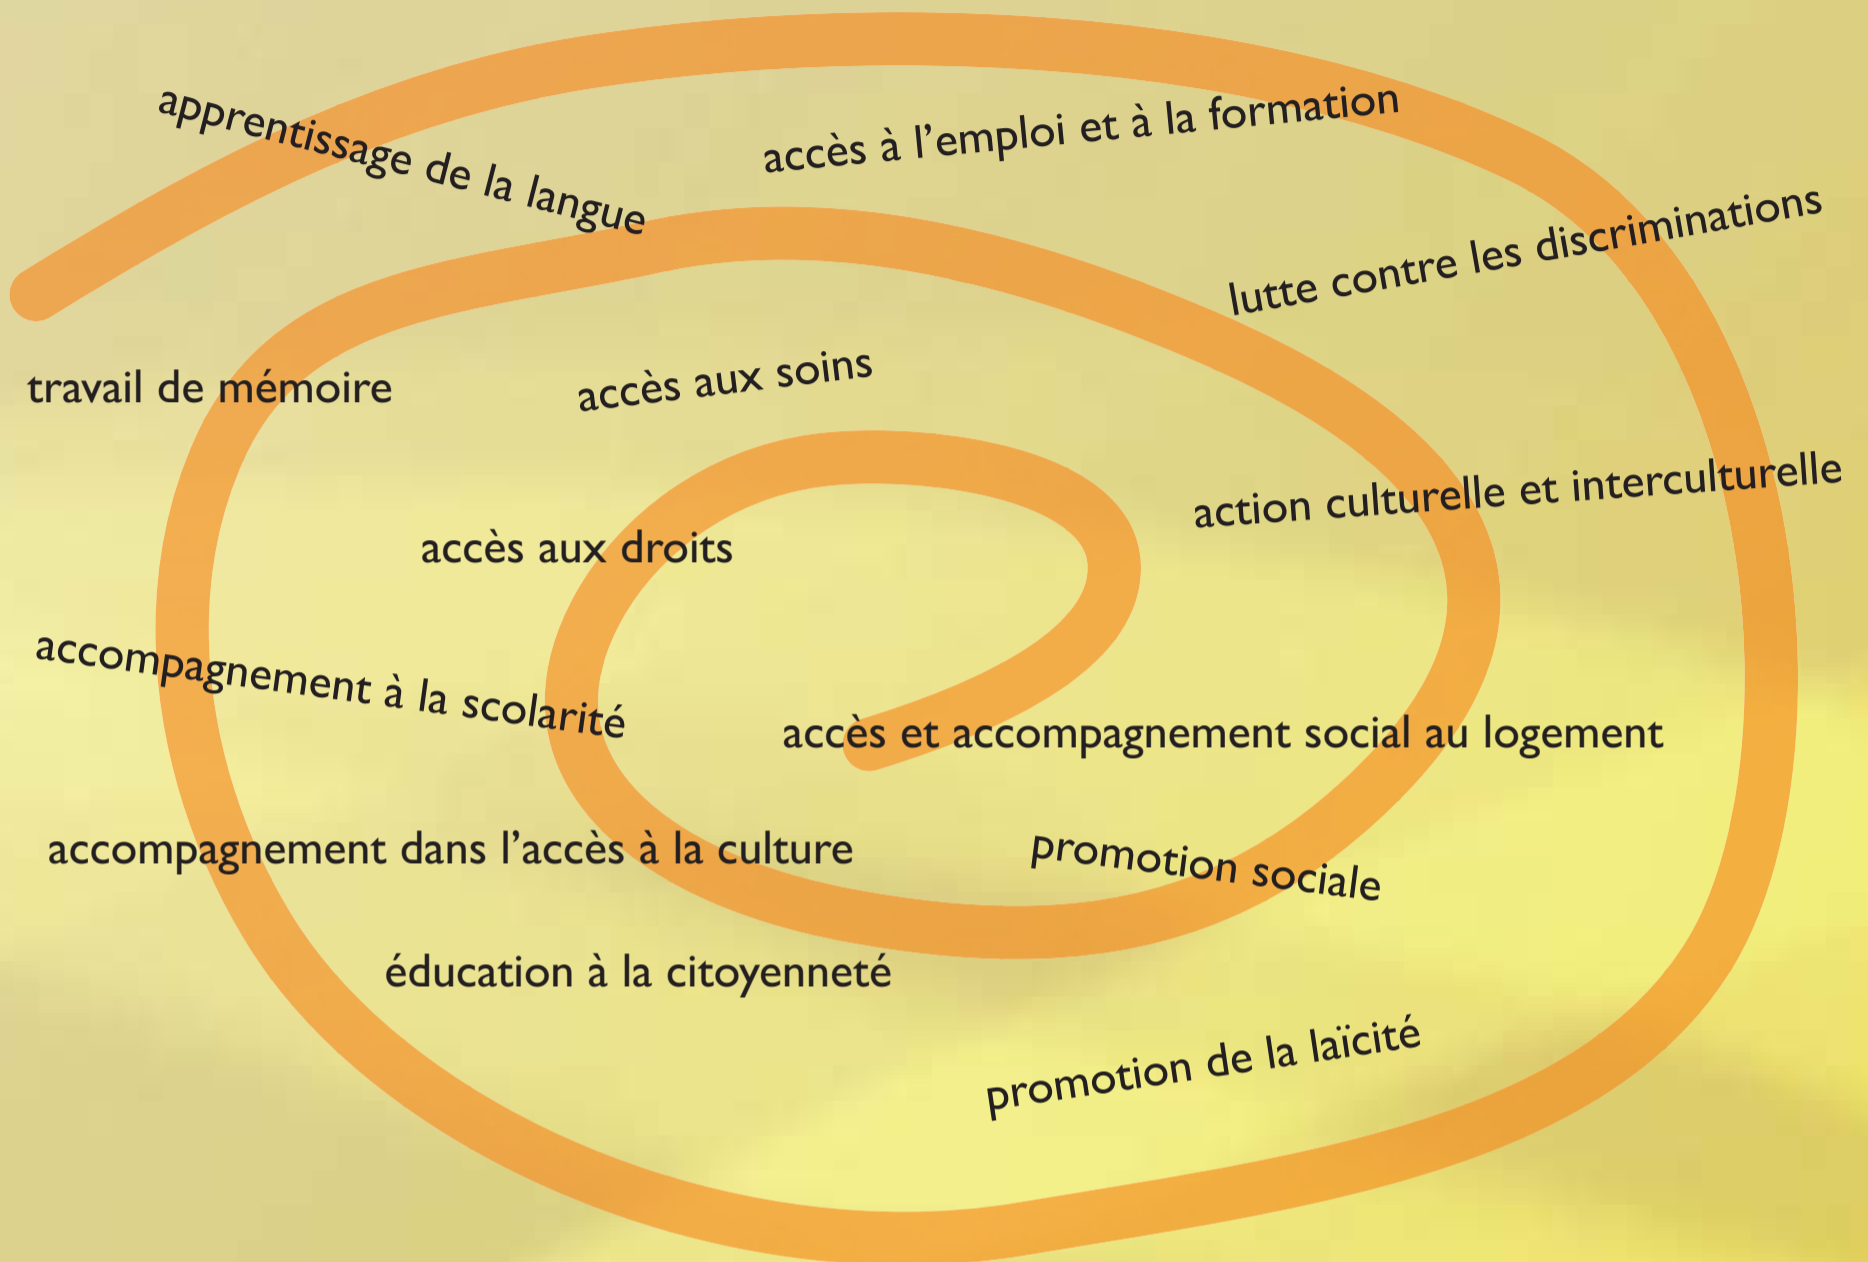 apprentissage de la langue
accès à l’emploi et à la formation
lutte contre les discriminations
travail de mémoire
accès aux soins
action culturelle et interculturelle
accès aux droits
accompagnement à la scolarité
accès et accompagnement social au logement
accompagnement dans l’accès à la culture
promotion sociale
éducation à la citoyenneté
promotion de la laïcité